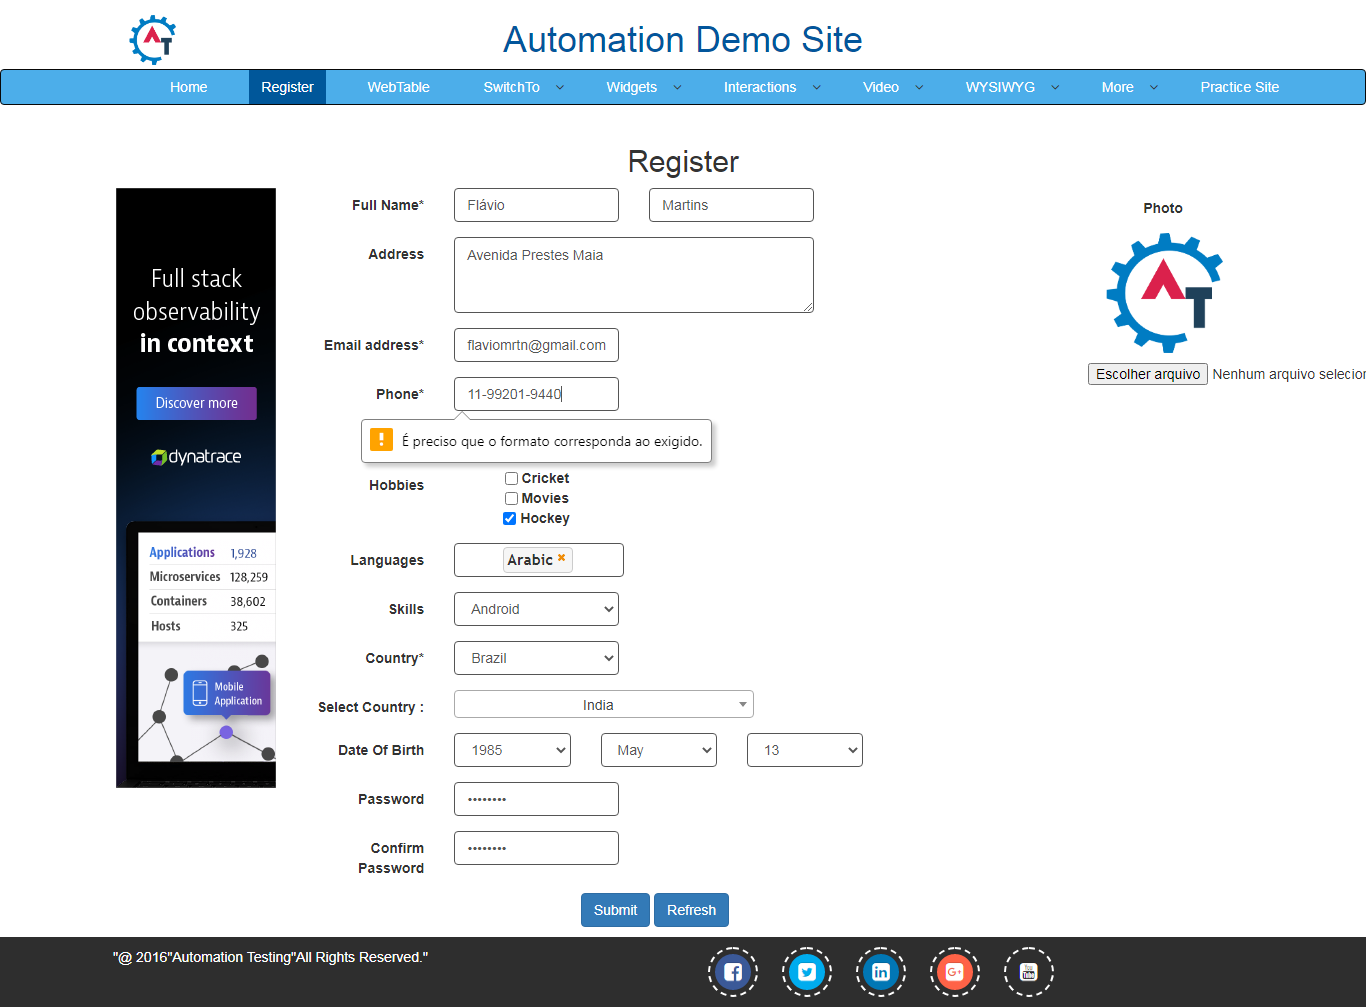 AT
Automation Demo Site
Home Register WebTable SwitchTo Widgets Interactions Video WYSIWYG More Practice Site
Register
Full Name* Flávio Martins
Photo
Address Avenida Prestes Maia
AT
Email address* flaviomrtn@gmail.com
Escolher arquivo Nenhum arquivo selecior
Phone* 11-99201-9440
! É preciso que o formato corresponda ao exigido.
Hobbies
Cricket
Movies
Hockey
Languages Arabic
Skills Android
Country* Brazil
Select Country : India
Date Of Birth 1985 May 13
Password ••••••••
Confirm Password ••••••••
Submit Refresh
Full stack
observability
in context
Discover more
dynatrace
Applications 1,928
Microservices 128,259
Containers 38,602
Hosts 325
Mobile
Application
"@ 2016"Automation Testing"All Rights Reserved."
f
in
G+
You
Tube